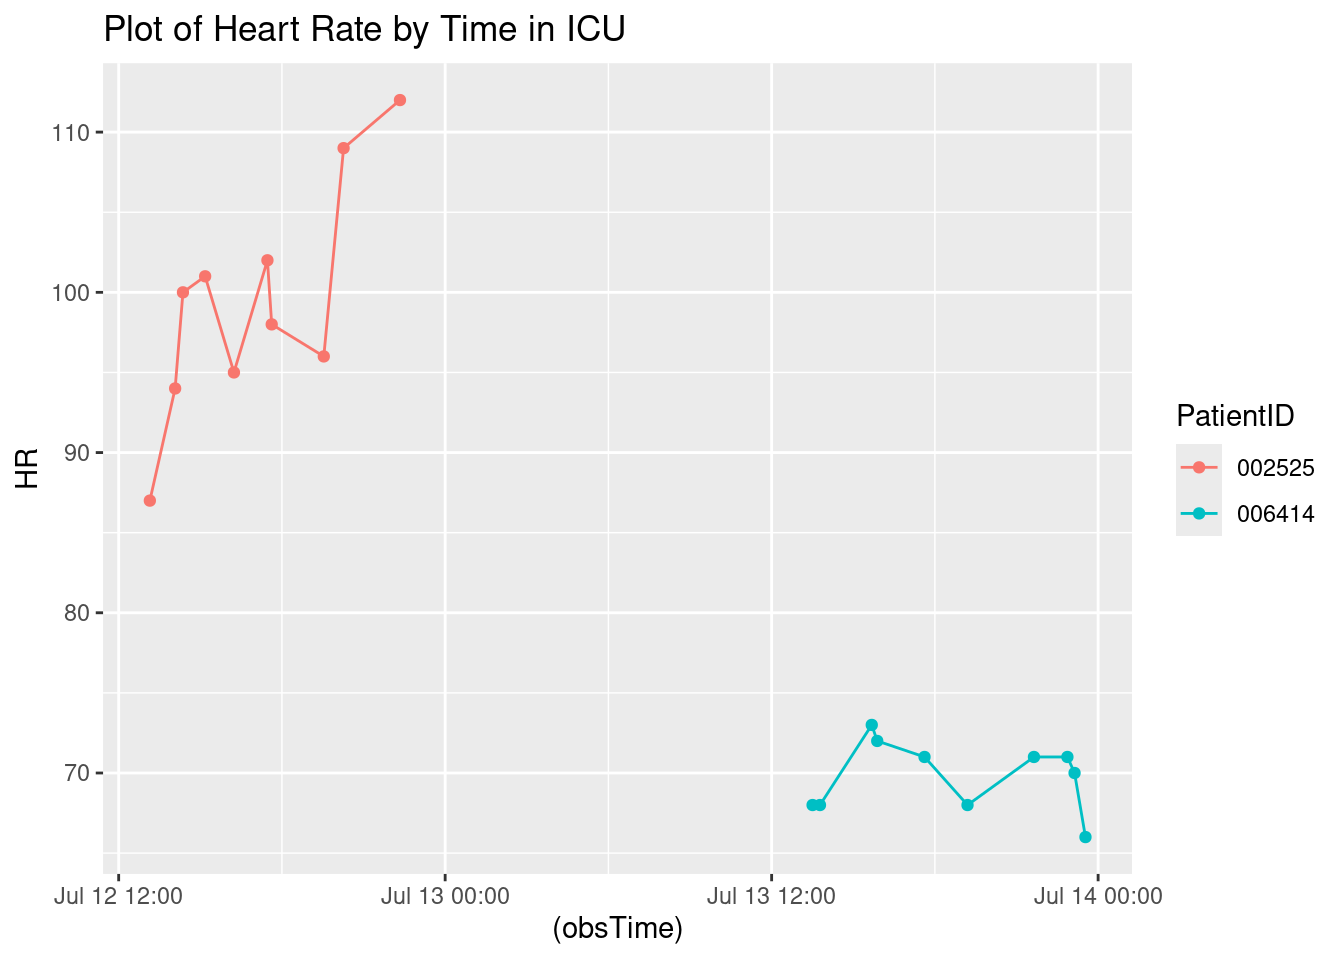 Plot of Heart Rate by Time in ICU
110
100
90
80
70
HR
Jul 12 12:00
Jul 13 00:00
Jul 13 12:00
Jul 14 00:00
(obsTime)
PatientID
002525
006414